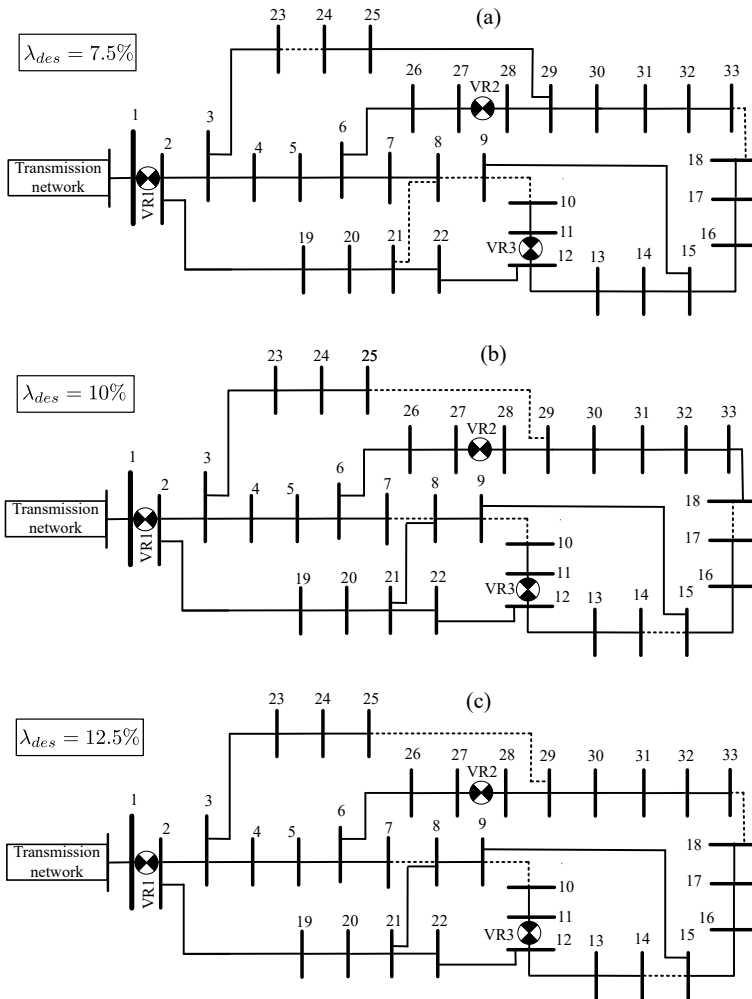 (a)
23 24 25
λdes = 7.5%
26 27 VR2 28 29 30 31 32 33
1 2 3 4 5 6 7 8 9
18
Transmission
network
VR1
17
10
16
11
19 20 21 22
VR3 12 13 14 15
(b)
23 24 25
λdes = 10%
26 27 VR2 28 29 30 31 32 33
1 2 3 4 5 6 7 8 9
18
Transmission
network
VR1
17
10
16
11
19 20 21 22
VR3 12 13 14 15
(c)
23 24 25
λdes = 12.5%
26 27 VR2 28 29 30 31 32 33
1 2 3 4 5 6 7 8 9
18
Transmission
network
VR1
17
10
16
11
19 20 21 22
VR3 12 13 14 15